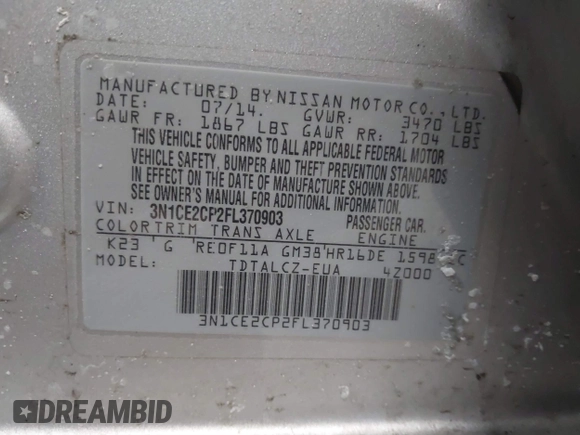 MANUFACTURED BY NISSAN MOTOR CO., LTD.
DATE: 07/14. GVWR: 3470 LBS
GAWR FR: 1867 LBS GAWR RR: 1704 LBS
THIS VEHICLE CONFORMS TO ALL APPLICABLE FEDERAL MOTOR
VEHICLE SAFETY, BUMPER AND THEFT PREVENTION STANDARDS
IN EFFECT ON THE DATE OF MANUFACTURE SHOWN ABOVE.
SEE OWNER'S MANUAL FOR ADDITIONAL INFORMATION.
VIN: 3N1CE2CP2FL370903 PASSENGER CAR.
COLORTRIM TRANS AXLE ENGINE
K23 'G 'RE0F11A GM38'HR16DE 1598 CC
MODEL: TDTALCZ-EUA 4Z000
3N1CE2CP2FL370903
DREAMBID